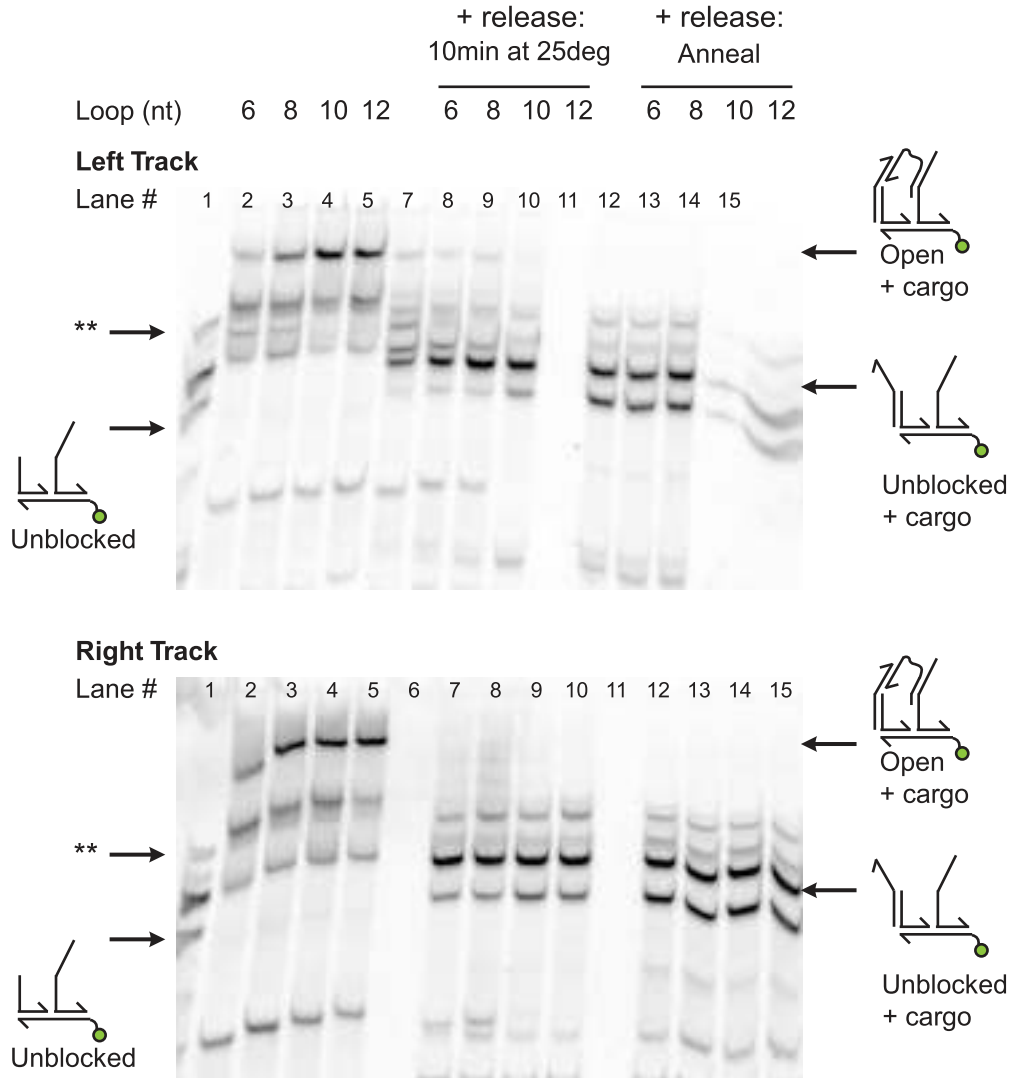 + release:
10min at 25deg
+ release:
Anneal
Loop (nt) 6 8 10 12 6 8 10 12 6 8 10 12
Left Track
Lane # 1 2 3 4 5 7 8 9 10 11 12 13 14 15
Open
+ cargo
**
Unblocked
+ cargo
Unblocked
Right Track
Lane # 1 2 3 4 5 6 7 8 9 10 11 12 13 14 15
Open
+ cargo
**
Unblocked
+ cargo
Unblocked